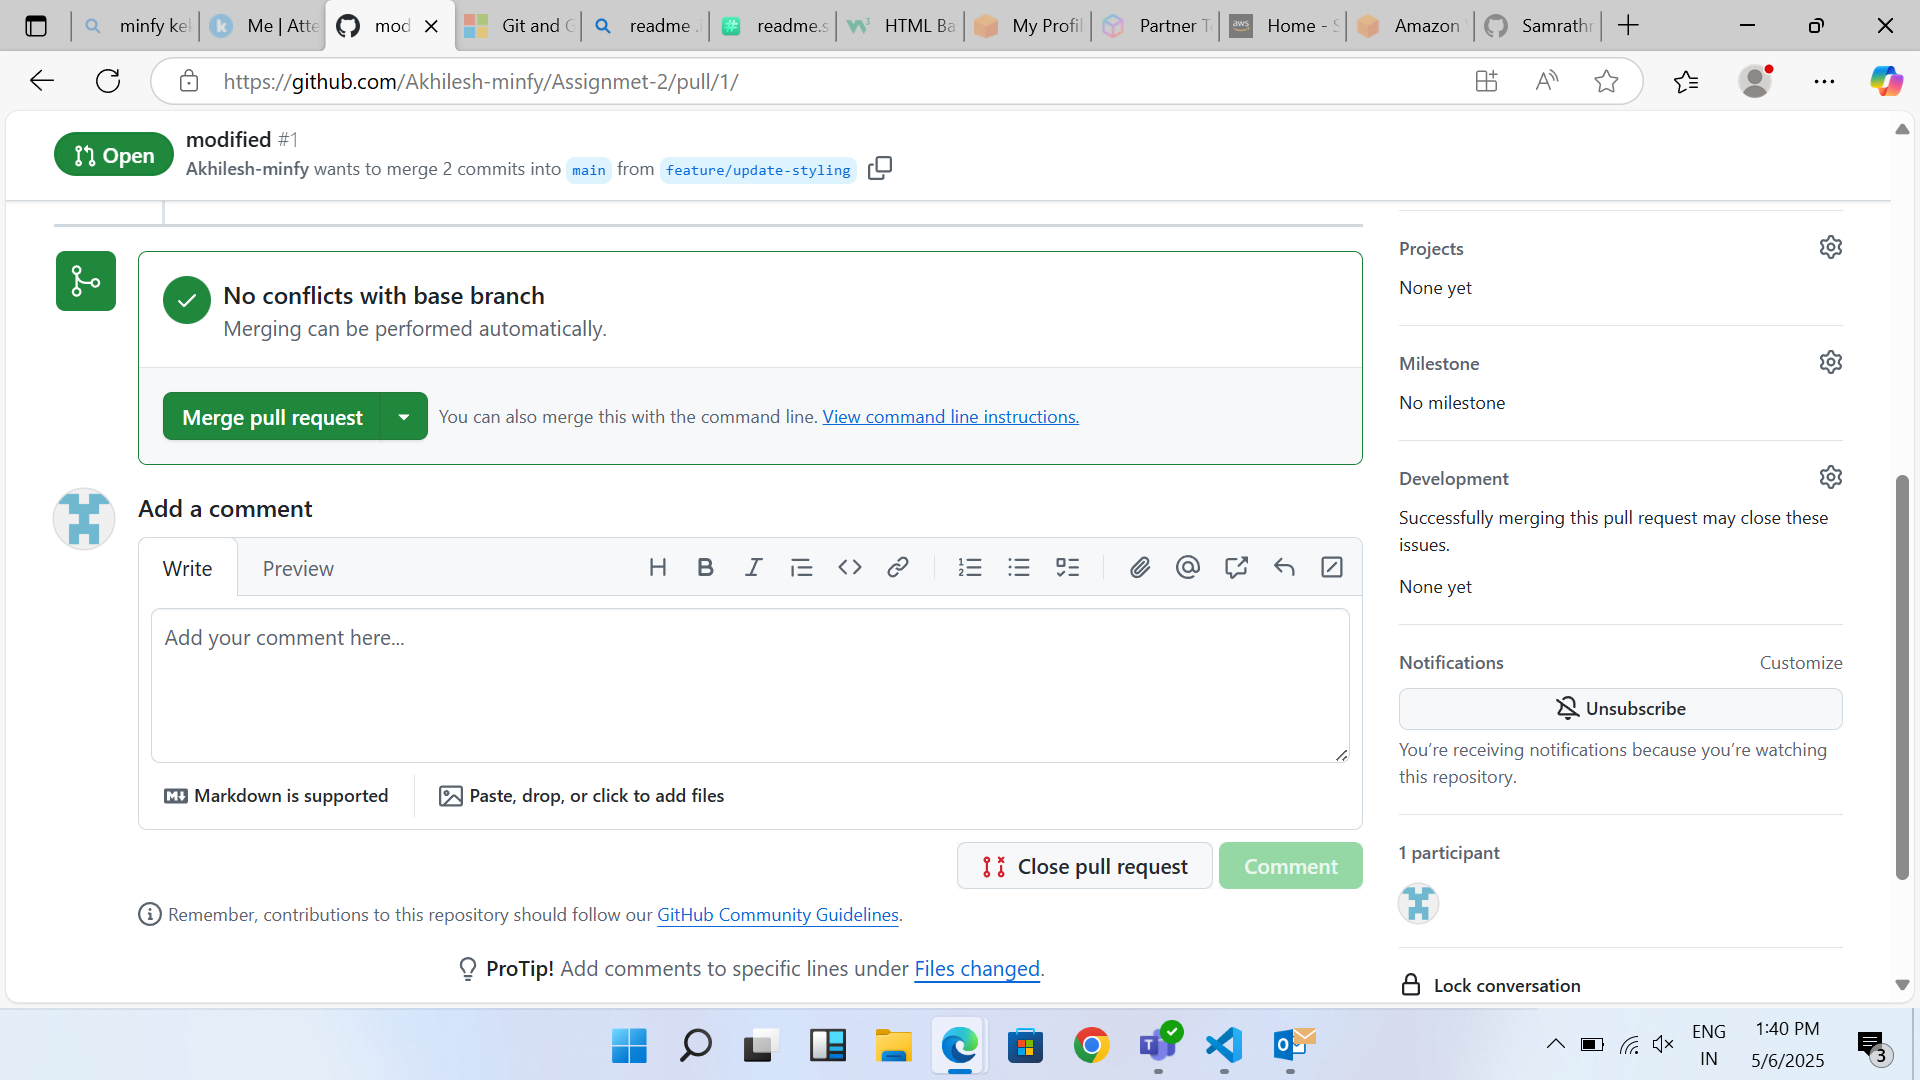 minfy kek
Me | Atte
mod
Git and G
readme .i
readme.s
HTML Ba
My Profil
Partner Te
Home - S
Amazon
Samrathr
https://github.com/Akhilesh-minfy/Assignmet-2/pull/1/
Open
modified #1
Akhilesh-minfy wants to merge 2 commits into main from feature/update-styling
No conflicts with base branch
Merging can be performed automatically.
Merge pull request
You can also merge this with the command line. View command line instructions.
Add a comment
Write
Preview
Add your comment here...
Markdown is supported
Paste, drop, or click to add files
Close pull request
Comment
Remember, contributions to this repository should follow our GitHub Community Guidelines.
ProTip! Add comments to specific lines under Files changed.
Projects
None yet
Milestone
No milestone
Development
Successfully merging this pull request may close these
issues.
None yet
Notifications
Customize
Unsubscribe
You're receiving notifications because you're watching
this repository.
1 participant
Lock conversation
ENG
IN
1:40 PM
5/6/2025
3